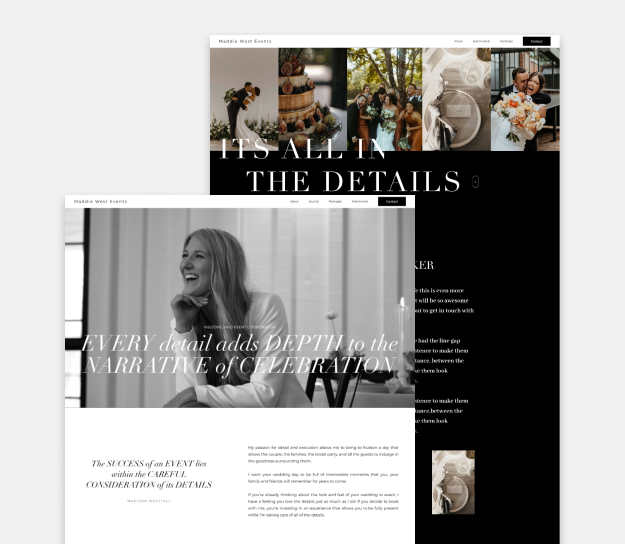 Maddie West Events
About Testimonials Packages Contact
ITS ALL IN
THE DETAILS
KER
this is even more
t will be so awesome
out to get in touch with
had the line gap
ntence to make them
tance. between the
ke them look
ntence to make them
tance.between the
ke them look
Maddie West Events
About Journal Packages Testimonials Contact
WEDDING AND EVENT COORDINATOR
EVERY detail adds DEPTH to the
NARRATIVE of CELEBRATION
The SUCCESS of an EVENT lies
within the CAREFUL
CONSIDERATION of its DETAILS
MADISON WESTFALL
My passion for detail and execution allows me to bring to fruition a day that
allows the couple, the families, the bridal party, and all the guests to indulge in
the goodness surrounding them.
I want your wedding day to be full of memorable moments that you, your
family and friends will remember for years to come.
If you're already thinking about the look and feel of your wedding or event, I
have a feeling you love the details just as much as I do! If you decide to book
with me, you're investing in an experience that allows you to be fully present
while I'm taking care of all of the details.